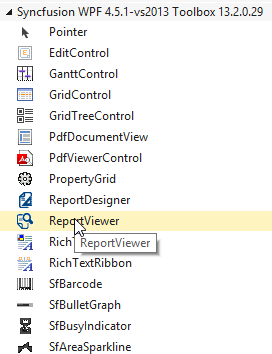 Syncfusion WPF 4.5.1-vs2013 Toolbox 13.2.0.29
Pointer
EditControl
GanttControl
GridControl
GridTreeControl
PdfDocumentView
PdfViewerControl
PropertyGrid
ReportDesigner
ReportViewer
Rich
ReportViewer
RichTextRibbon
SfBarcode
SfBulletGraph
SfBusyIndicator
SfAreaSparkline